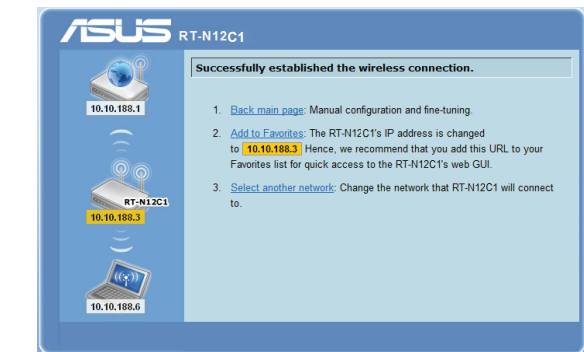 ASUS RT-N12C1
Successfully established the wireless connection.
10.10.188.1
1. Back main page: Manual configuration and fine-tuning.
2. Add to Favorites: The RT-N12C1's IP address is changed
to 10.10.188.3 Hence, we recommend that you add this URL to your
Favorites list for quick access to the RT-N12C1's web GUI.
3. Select another network: Change the network that RT-N12C1 will connect
to.
RT-N12C1
10.10.188.3
10.10.188.6